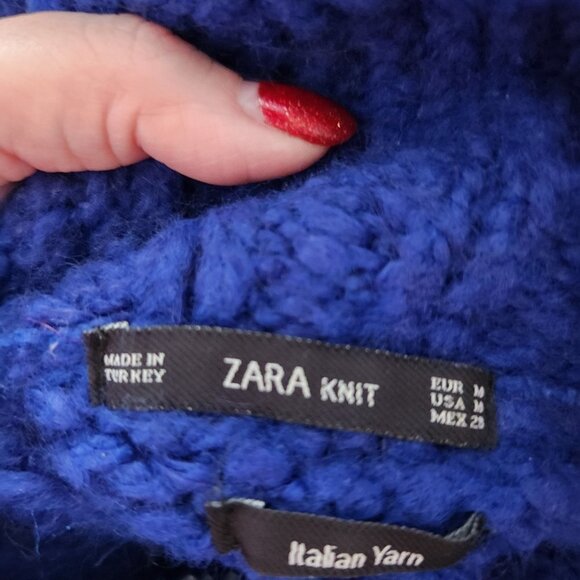 MADE IN
TURKEY
ZARA KNIT
EUR M
USA M
MEX 28
Italian Yarn